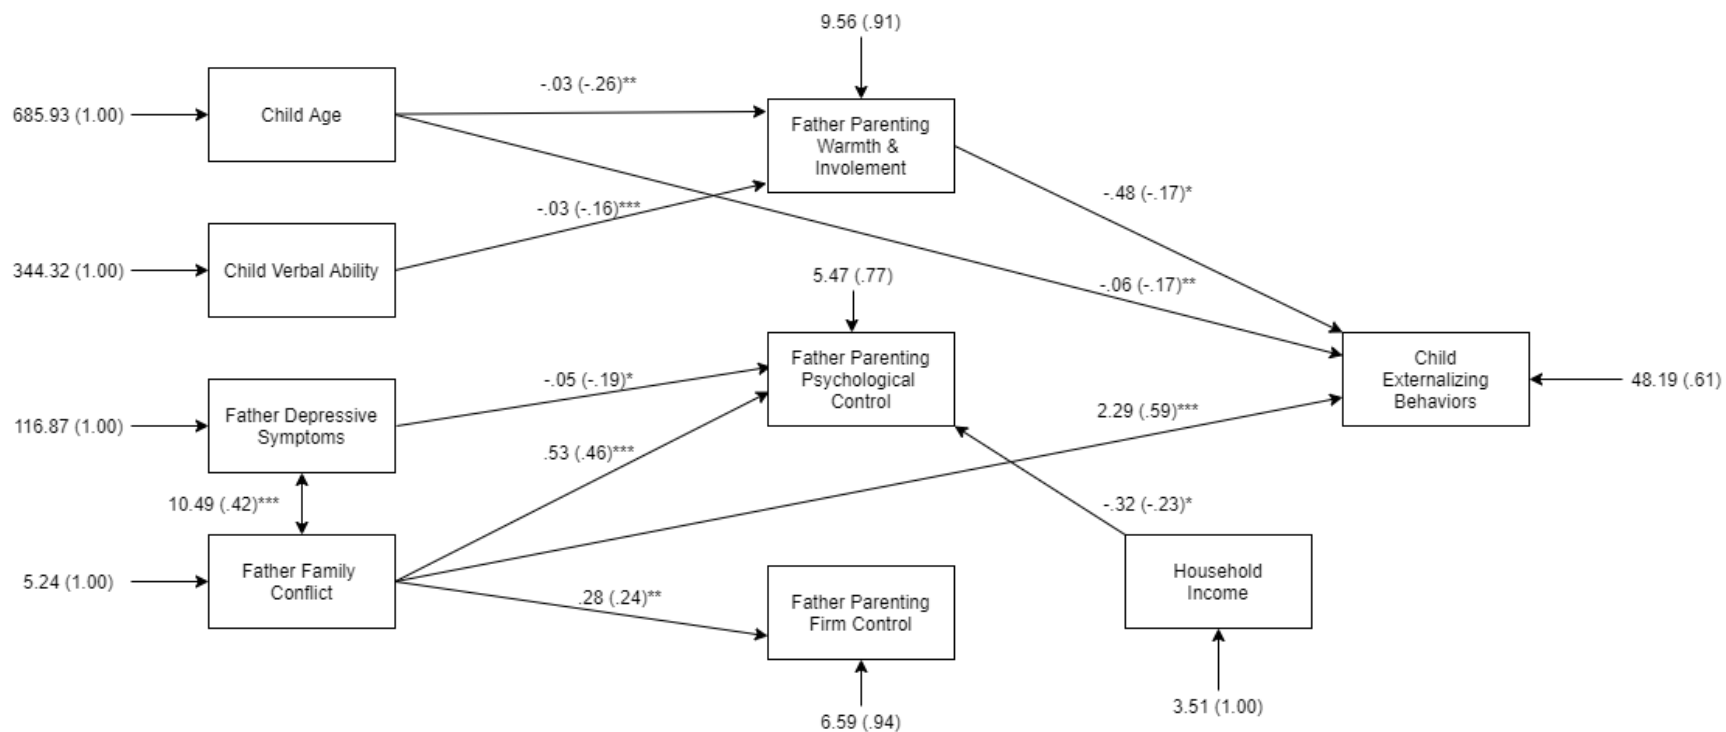 9.56 (.91)
-.03 (-.26)**
685.93 (1.00)
Child Age
Father Parenting
Warmth &
Involement
-.48 (-.17)*
-.03 (-.16)***
344.32 (1.00)
Child Verbal Ability
5.47 (.77)
-.06 (-.17)**
Father Parenting
Psychological
Control
Child
Externalizing
Behaviors
48.19 (.61)
-.05 (-.19)*
116.87 (1.00)
Father Depressive
Symptoms
2.29 (.59)***
.53 (.46)***
10.49 (.42)***
-.32 (-.23)*
5.24 (1.00)
Father Family
Conflict
.28 (.24)**
Father Parenting
Firm Control
Household
Income
6.59 (.94)
3.51 (1.00)